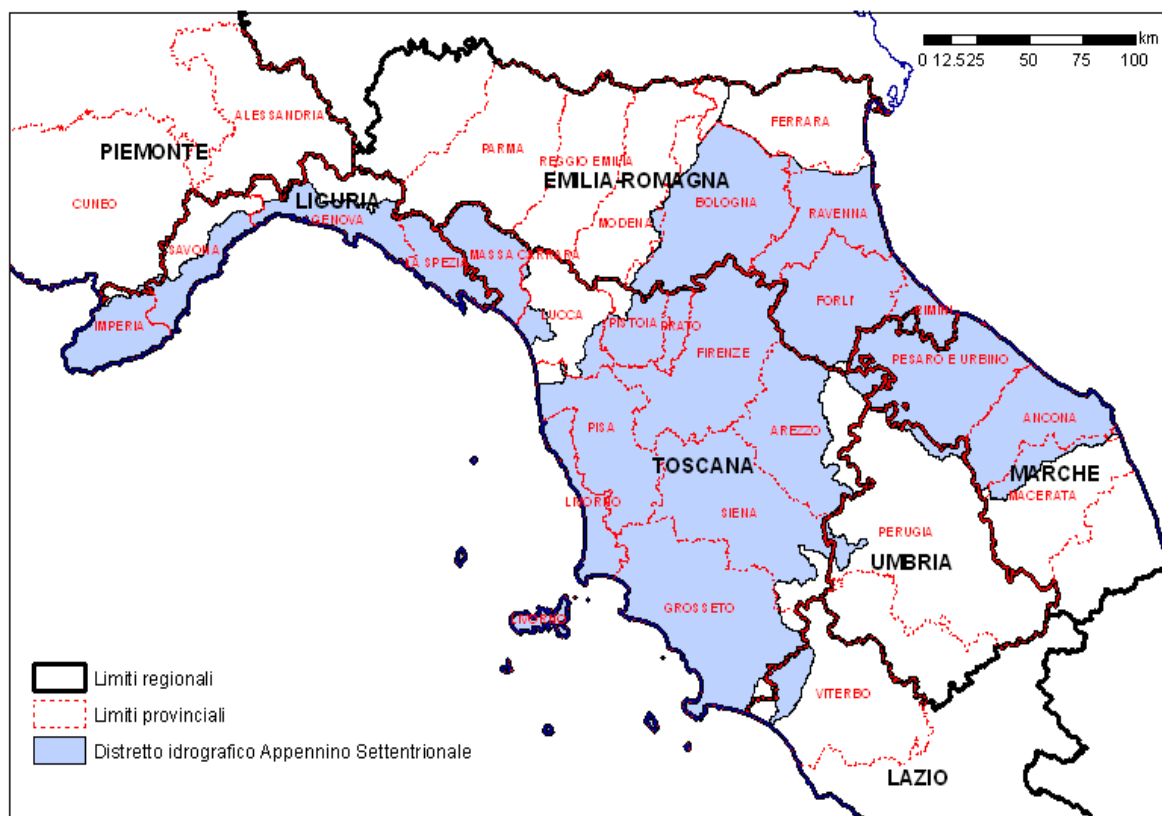 km
0 12.525 50 75 100
ALESSANDRIA
FERRARA
PIEMONTE
PARMA
REGGIO EMILIA
EMILIA-ROMAGNA
CUNEO
LIGURIA
GENOVA
BOLOGNA
RAVENNA
MODENA
SAVONA
LA SPEZIA
MASSA CARRARA
IMPERIA
LUCCA
PISTOIA
PRATO
FORLI'
RIMINI
FIRENZE
PESARO E URBINO
ANCONA
PISA
AREZZO
TOSCANA
MARCHE
MACERATA
LIVORNO
SIENA
PERUGIA
UMBRIA
GROSSETO
LIVORNO
VITERBO
LAZIO
Limiti regionali
Limiti provinciali
Distretto idrografico Appennino Settentrionale